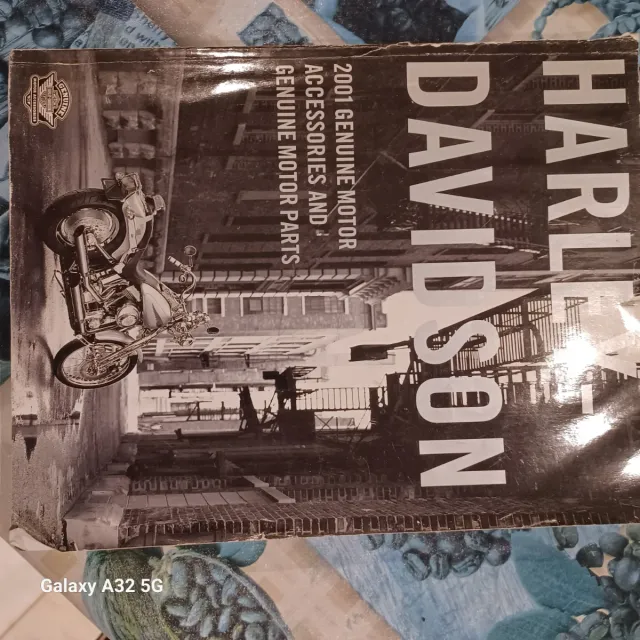 HARLEY-
DAVIDSON
2001 GENUINE MOTOR
ACCESSORIES AND
GENUINE MOTOR PARTS
Galaxy A32 5G